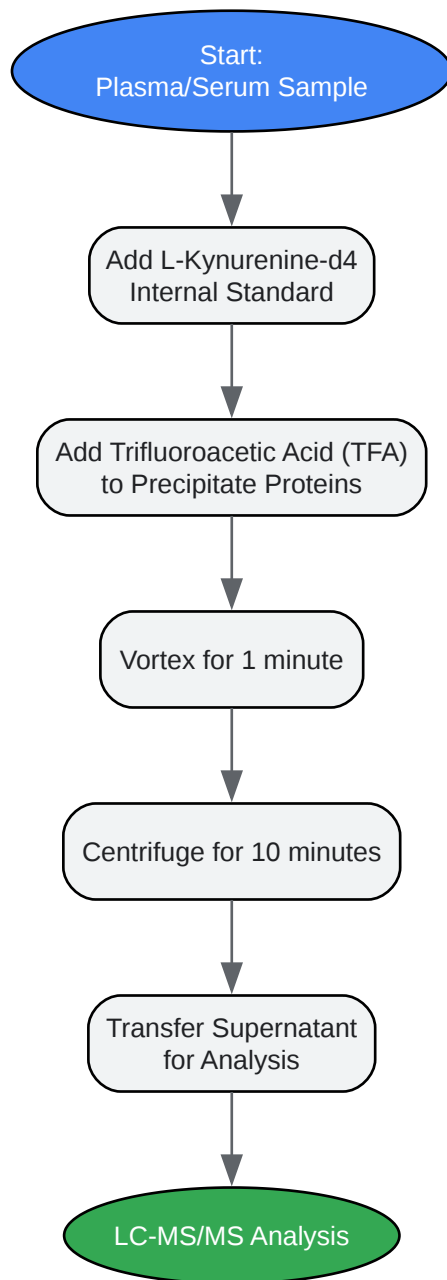 Start:
Plasma/Serum Sample
Add L-Kynurenine-d4
Internal Standard
Add Trifluoroacetic Acid (TFA)
to Precipitate Proteins
Vortex for 1 minute
Centrifuge for 10 minutes
Transfer Supernatant
for Analysis
LC-MS/MS Analysis